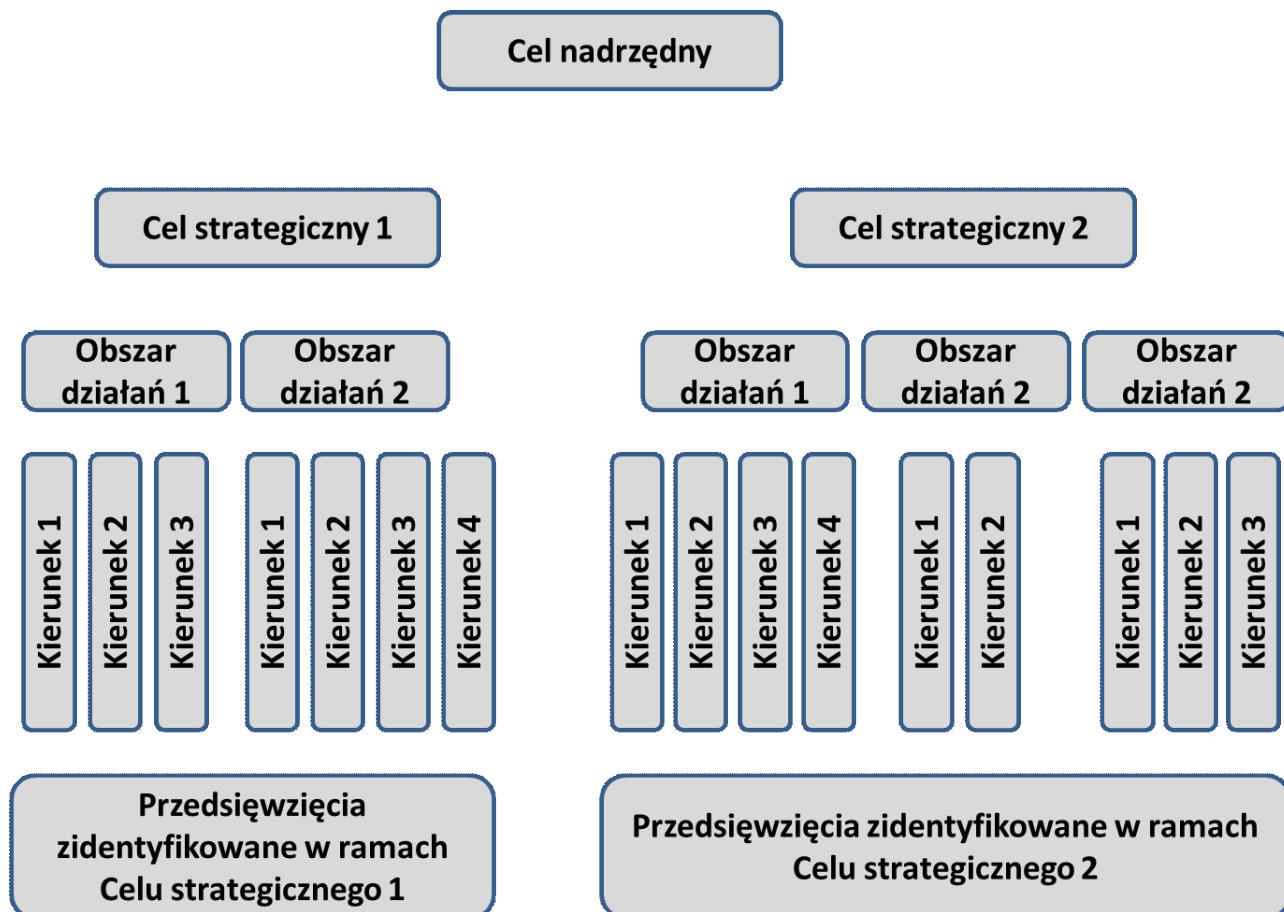 Cel nadrzędny
Cel strategiczny 1
Cel strategiczny 2
Obszar
działań 1
Obszar
działań 2
Obszar
działań 1
Obszar
działań 2
Obszar
działań 2
Kierunek 1
Kierunek 2
Kierunek 3
Kierunek 1
Kierunek 2
Kierunek 3
Kierunek 4
Kierunek 1
Kierunek 2
Kierunek 3
Kierunek 4
Kierunek 1
Kierunek 2
Kierunek 1
Kierunek 2
Kierunek 3
Przedsięwzięcia
zidentyfikowane w ramach
Celu strategicznego 1
Przedsięwzięcia zidentyfikowane w ramach
Celu strategicznego 2